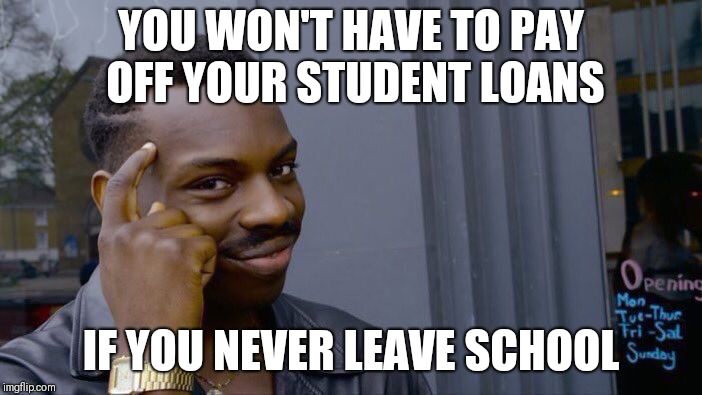 YOU WON'T HAVE TO PAY
OFF YOUR STUDENT LOANS
IF YOU NEVER LEAVE SCHOOL
Opening
Mon
Tue-Thur
Fri -Sat
Sunday
imgflip.com